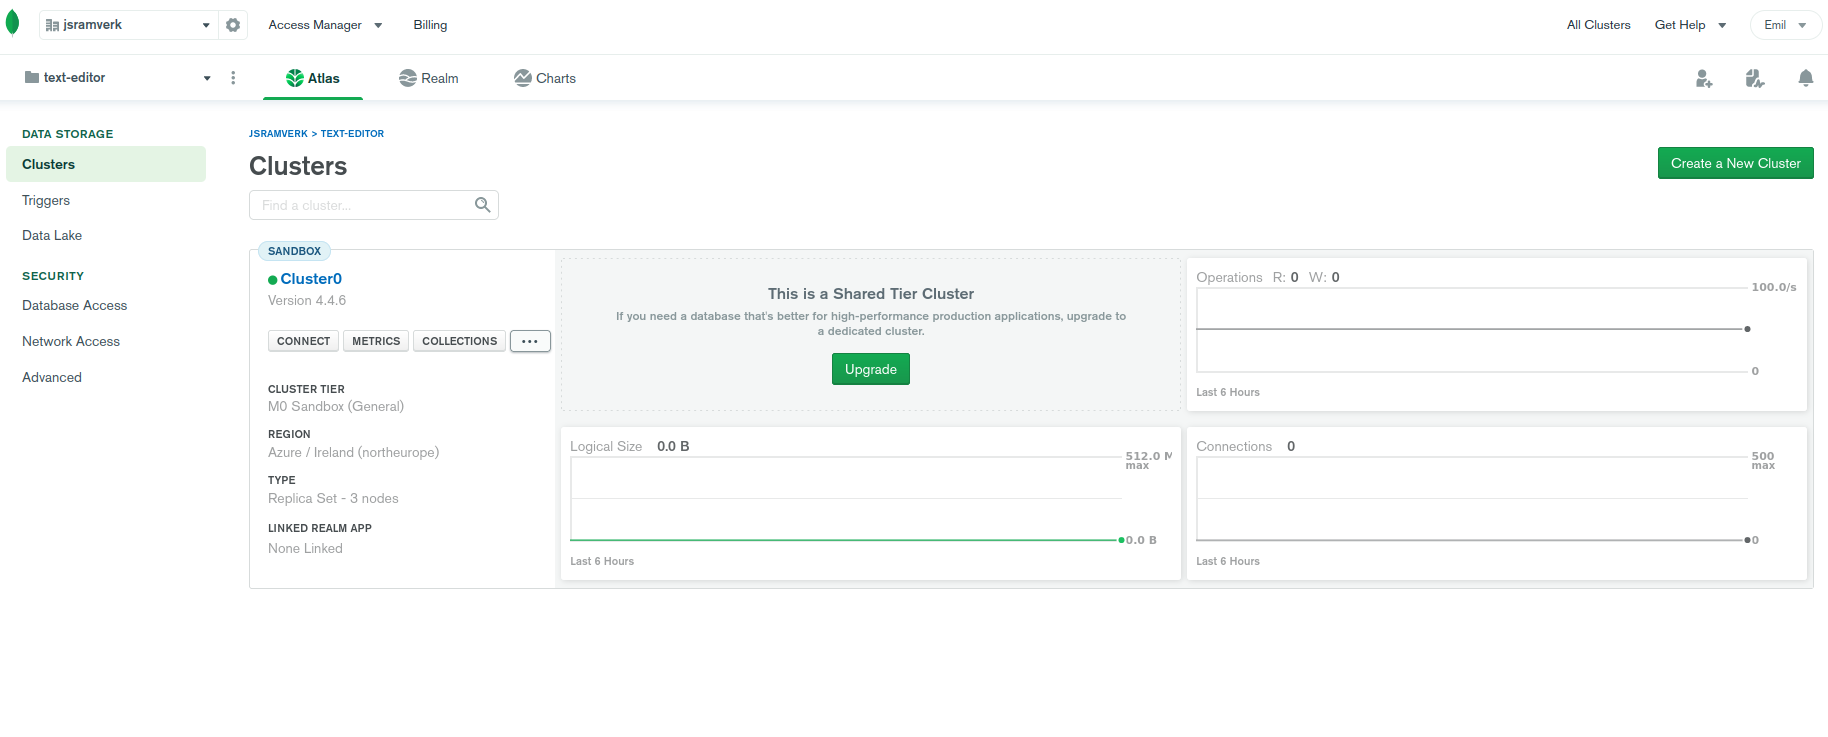 jsramverk
Access Manager
Billing
All Clusters
Get Help
Emil
text-editor
Atlas
Realm
Charts
DATA STORAGE
Clusters
Triggers
Data Lake
SECURITY
Database Access
Network Access
Advanced
JSRAMVERK > TEXT-EDITOR
Clusters
Create a New Cluster
Find a cluster...
SANDBOX
Cluster0
Version 4.4.6
CONNECT
METRICS
COLLECTIONS
...
CLUSTER TIER
M0 Sandbox (General)
REGION
Azure / Ireland (northeurope)
TYPE
Replica Set - 3 nodes
LINKED REALM APP
None Linked
This is a Shared Tier Cluster
If you need a database that's better for high-performance production applications, upgrade to
a dedicated cluster.
Upgrade
Operations R: 0 W: 0
100.0/s
0
Last 6 Hours
Logical Size 0.0 B
512.0 M
max
0.0 B
Last 6 Hours
Connections 0
500
max
0
Last 6 Hours